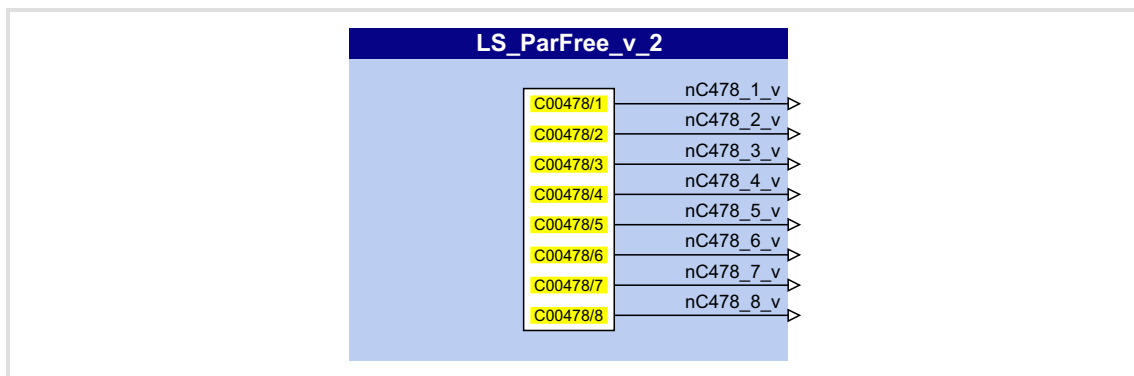 LS_ParFree_v_2
C00478/1 nC478_1_v
C00478/2 nC478_2_v
C00478/3 nC478_3_v
C00478/4 nC478_4_v
C00478/5 nC478_5_v
C00478/6 nC478_6_v
C00478/7 nC478_7_v
C00478/8 nC478_8_v